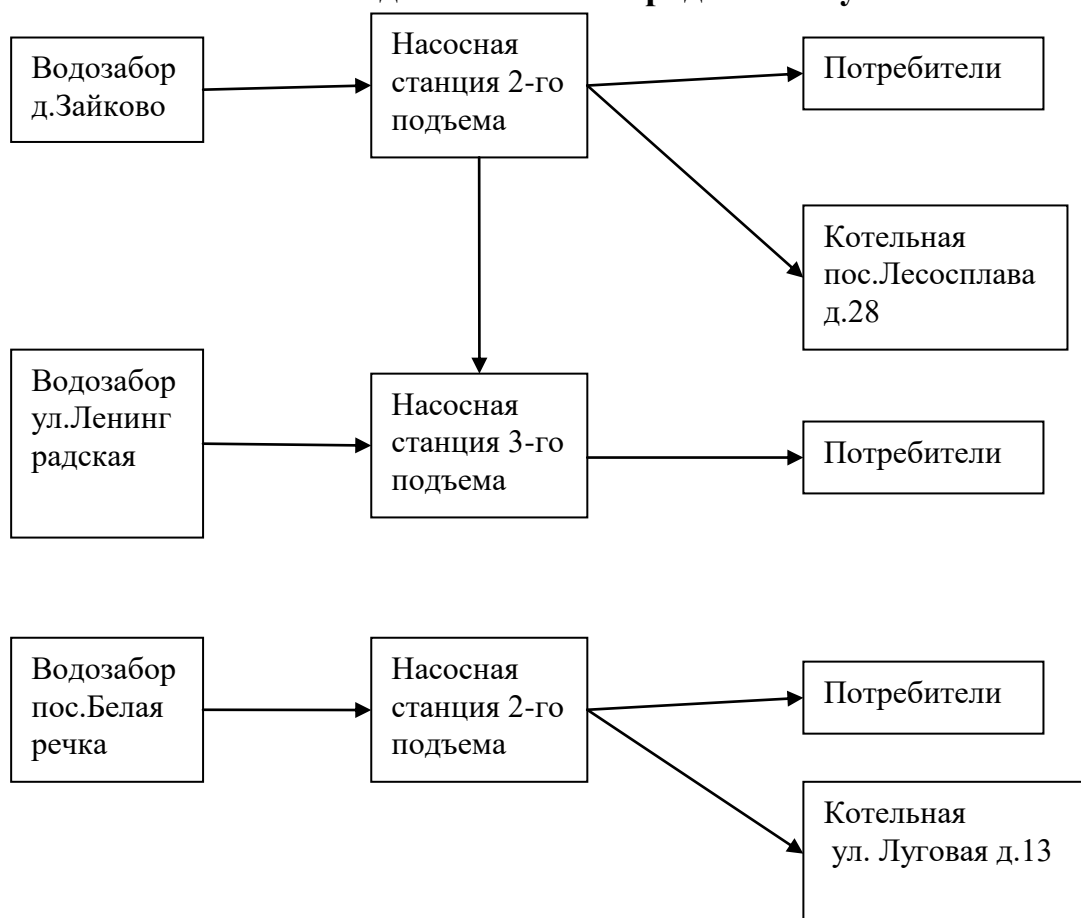 Водозабор
д.Зайково
Насосная
станция 2-го
подъема
Потребители
Котельная
пос.Лесосплава
д.28
Водозабор
ул.Ленинг
радская
Насосная
станция 3-го
подъема
Потребители
Водозабор
пос.Белая
речка
Насосная
станция 2-го
подъема
Потребители
Котельная
ул. Луговая д.13